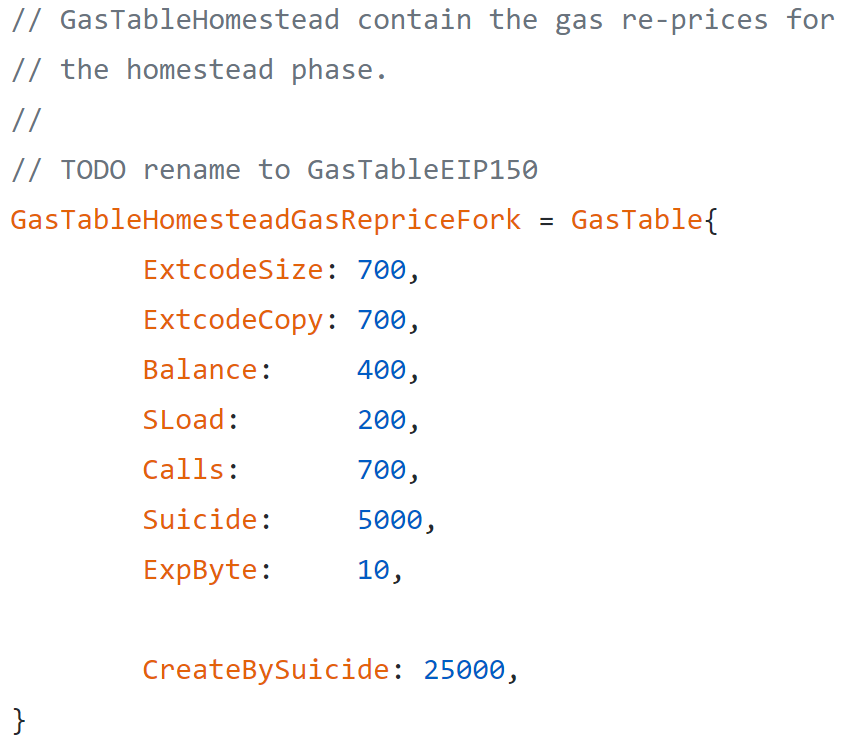 // GasTableHomestead contain the gas re-prices for
// the homestead phase.
//
// TODO rename to GasTableEIP150
GasTableHomesteadGasRepriceFork = GasTable{
        ExtcodeSize: 700,
        ExtcodeCopy: 700,
        Balance:     400,
        SLoad:       200,
        Calls:       700,
        Suicide:     5000,
        ExpByte:     10,

        CreateBySuicide: 25000,
}